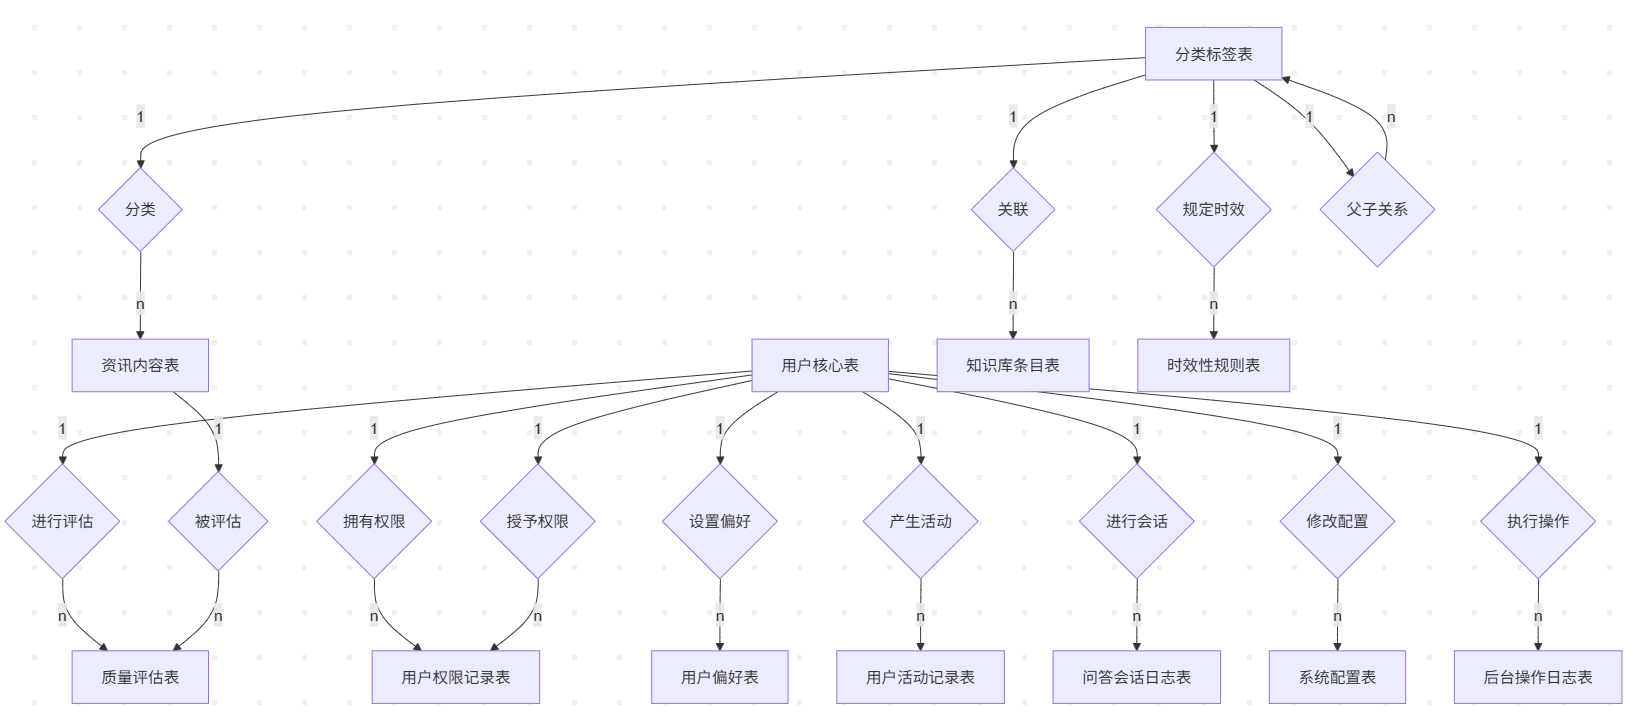 分类标签表
1
1
1
1
n
分类
关联
规定时效
父子关系
n
n
n
资讯内容表
用户核心表
知识库条目表
时效性规则表
1
1
1
1
1
1
1
1
1
进行评估
被评估
拥有权限
授予权限
设置偏好
产生活动
进行会话
修改配置
执行操作
n
n
n
n
n
n
n
n
n
质量评估表
用户权限记录表
用户偏好表
用户活动记录表
问答会话日志表
系统配置表
后台操作日志表